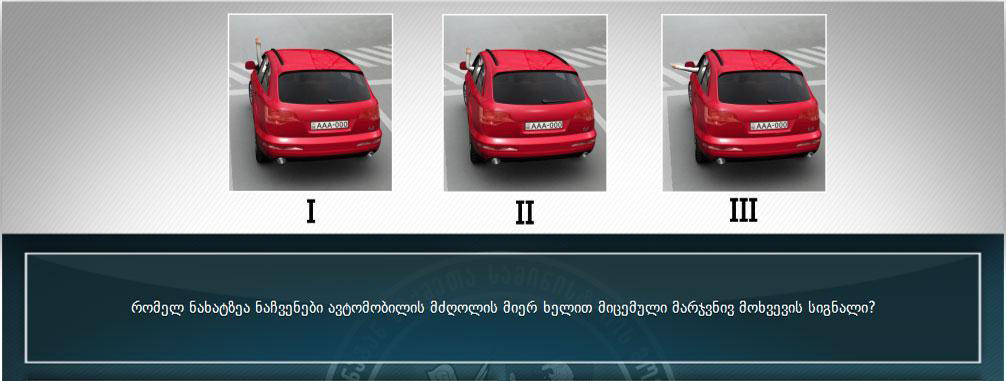 AAA-000
AAA-000
AAA-000
I
II
III
რომელ ნახატზეა ნაჩვენები ავტომობილის მძღოლის მიერ ხელით მიცემული მარჯვნივ მოხვევის სიგნალი?